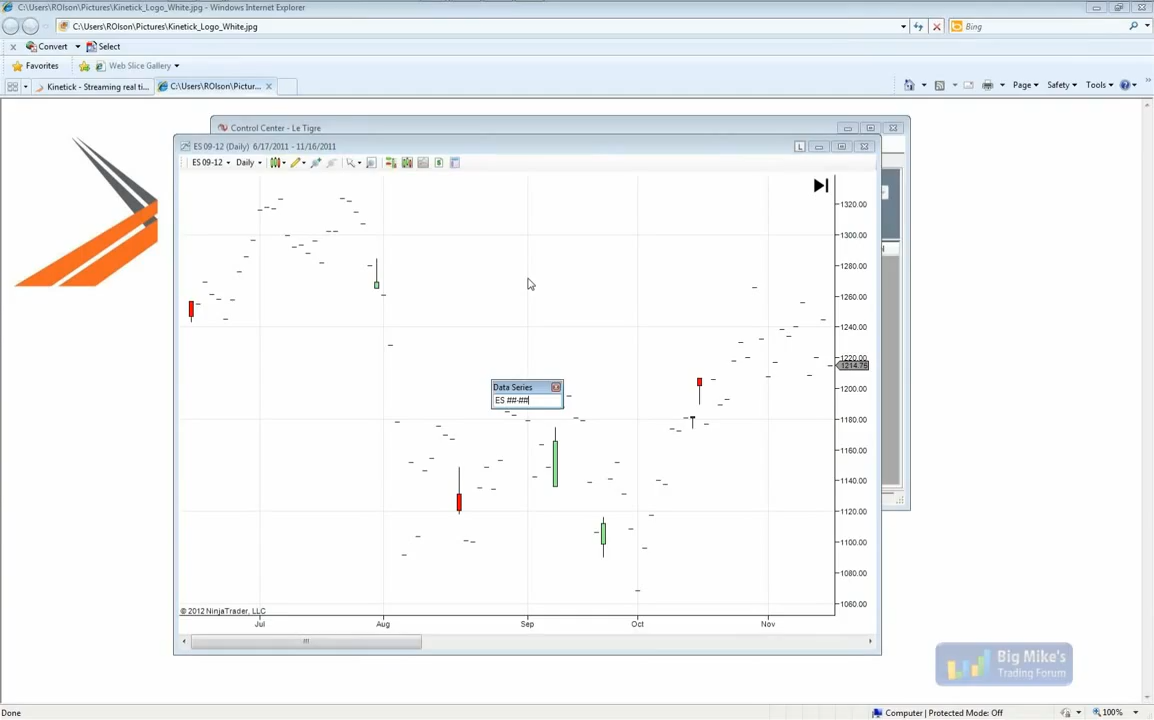 C:\Users\ROlson\Pictures\Kinetick_Logo_White.jpg - Windows Internet Explorer
C:\Users\ROlson\Pictures\Kinetick_Logo_White.jpg
Bing
Convert
Select
Favorites
Web Slice Gallery
Kinetick - Streaming real ti...
C:\Users\ROlson\Pictur...
Page
Safety
Tools
Control Center - Le Tigre
ES 09-12 (Daily) 6/17/2011 - 11/16/2011
L
ES 09-12
Daily
1320.00
1300.00
1280.00
1260.00
1240.00
1220.00
1214.75
1200.00
1180.00
1160.00
1140.00
1120.00
1100.00
1080.00
1060.00
Data Series
ES ##-##
© 2012 NinjaTrader, LLC
Jul
Aug
Sep
Oct
Nov
Big Mike's
Trading Forum
Done
Computer | Protected Mode: Off
100%